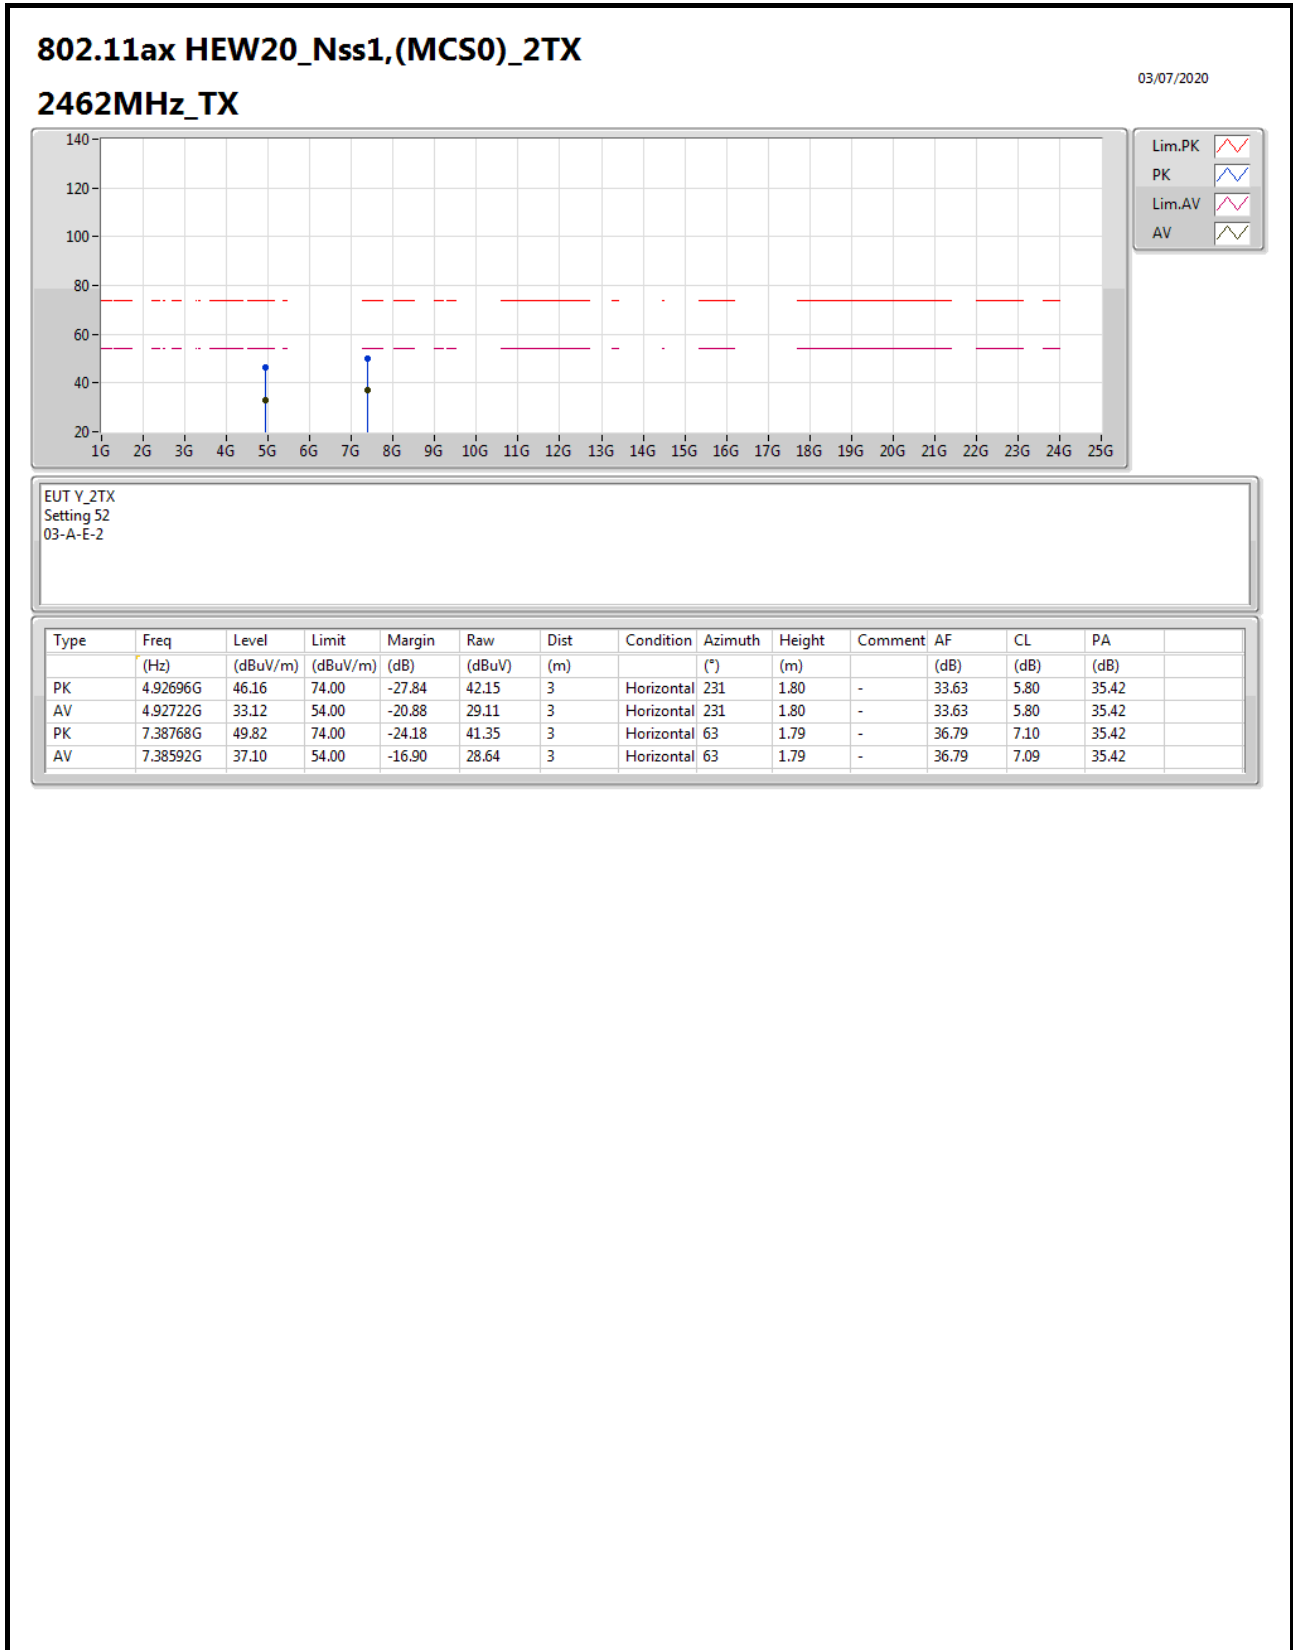 802.11ax HEW20_Nss1,(MCS0)_2TX
03/07/2020
2462MHz_TX
140
120
100
80
60
40
20
1G 2G 3G 4G 5G 6G 7G 8G 9G 10G 11G 12G 13G 14G 15G 16G 17G 18G 19G 20G 21G 22G 23G 24G 25G
Lim.PK
PK
Lim.AV
AV
EUT Y_2TX
Setting 52
03-A-E-2
Type Freq Level Limit Margin Raw Dist Condition Azimuth Height Comment AF CL PA
(Hz) (dBuV/m) (dBuV/m) (dB) (dBuV) (m) (°) (m) (dB) (dB) (dB)
PK 4.92696G 46.16 74.00 -27.84 42.15 3 Horizontal 231 1.80 - 33.63 5.80 35.42
AV 4.92722G 33.12 54.00 -20.88 29.11 3 Horizontal 231 1.80 - 33.63 5.80 35.42
PK 7.38768G 49.82 74.00 -24.18 41.35 3 Horizontal 63 1.79 - 36.79 7.10 35.42
AV 7.38592G 37.10 54.00 -16.90 28.64 3 Horizontal 63 1.79 - 36.79 7.09 35.42